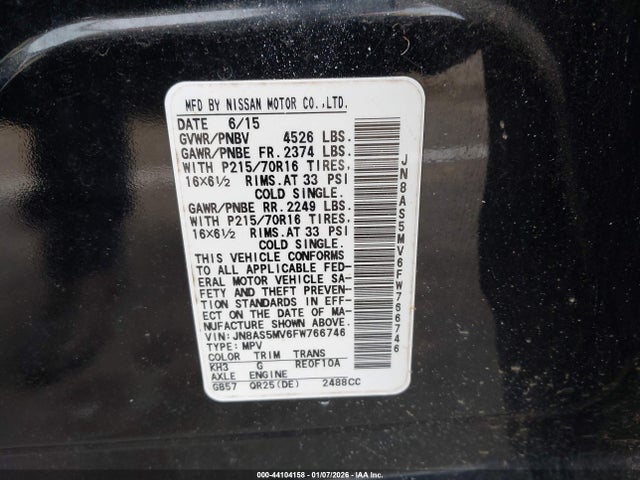 MFD BY NISSAN MOTOR CO.,LTD.
DATE 6/15
GVWR/PNBV 4526 LBS.
GAWR/PNBE FR. 2374 LBS.
WITH P215/70R16 TIRES,
16X6½ RIMS. AT 33 PSI
COLD SINGLE.
GAWR/PNBE RR. 2249 LBS.
WITH P215/70R16 TIRES,
16X6½ RIMS. AT 33 PSI
COLD SINGLE.
THIS VEHICLE CONFORMS
TO ALL APPLICABLE FED-
ERAL MOTOR VEHICLE SA-
FETY AND THEFT PREVEN-
TION STANDARDS IN EFF-
ECT ON THE DATE OF MA-
NUFACTURE SHOWN ABOVE.
VIN: JN8AS5MV6FW766746
TYPE: MPV
COLOR TRIM TRANS
KH3 G RE0F10A
AXLE ENGINE
GB57 QR25(DE) 2488CC
JN8AS5MV6FW766746
000-44104158 | 01/07/2026 - IAA Inc.